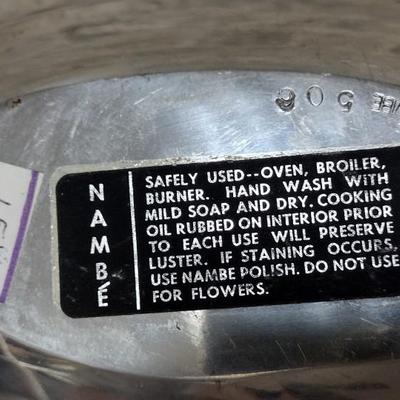 506
NAMBÉ
SAFELY USED--OVEN, BROILER,
BURNER. HAND WASH WITH
MILD SOAP AND DRY. COOKING
OIL RUBBED ON INTERIOR PRIOR
TO EACH USE WILL PRESERVE
LUSTER. IF STAINING OCCURS,
USE NAMBE POLISH. DO NOT USE
FOR FLOWERS.